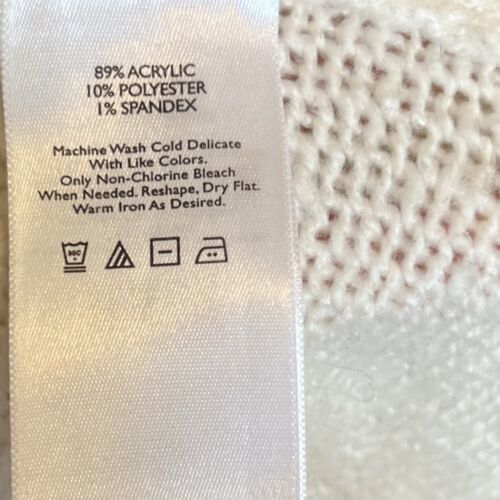 89% ACRYLIC
10% POLYESTER
1% SPANDEX
Machine Wash Cold Delicate
With Like Colors.
Only Non-Chlorine Bleach
When Needed. Reshape, Dry Flat.
Warm Iron As Desired.
30C